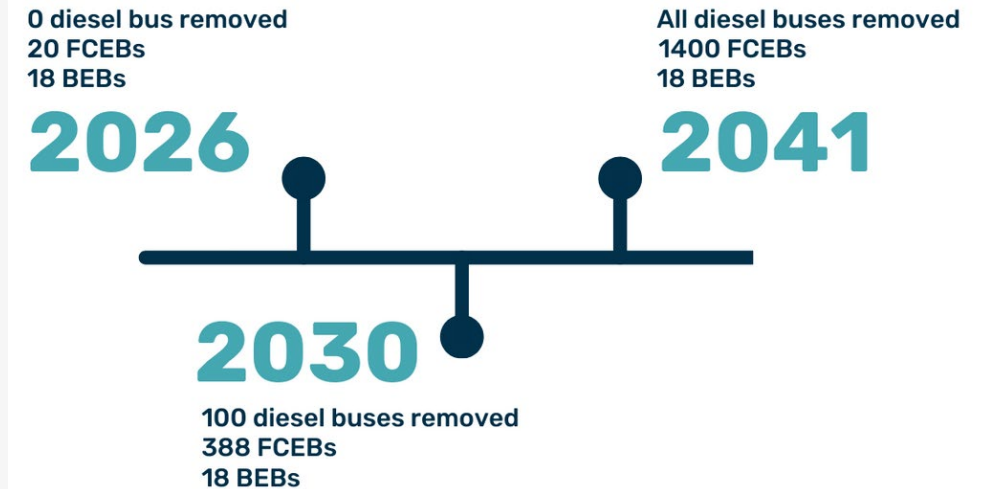 0 diesel bus removed
20 FCEBs
18 BEBs
2026
All diesel buses removed
1400 FCEBs
18 BEBs
2041
2030
100 diesel buses removed
388 FCEBs
18 BEBs